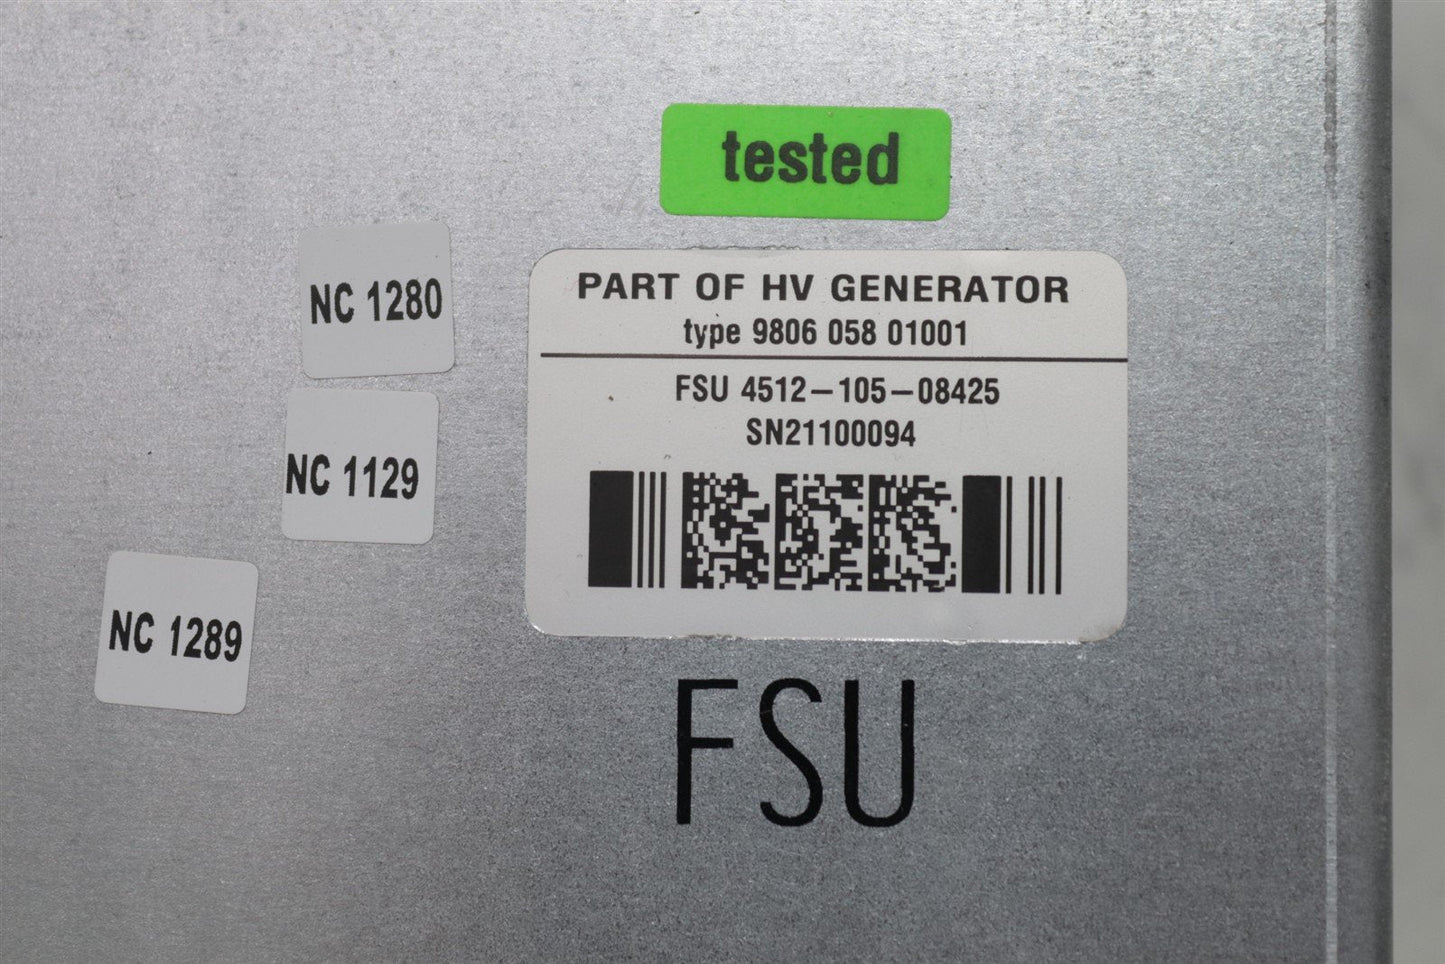 tested
NC 1280
NC 1129
NC 1289
PART OF HV GENERATOR
type 9806 058 01001
FSU 4512-105-08425
SN21100094
FSU